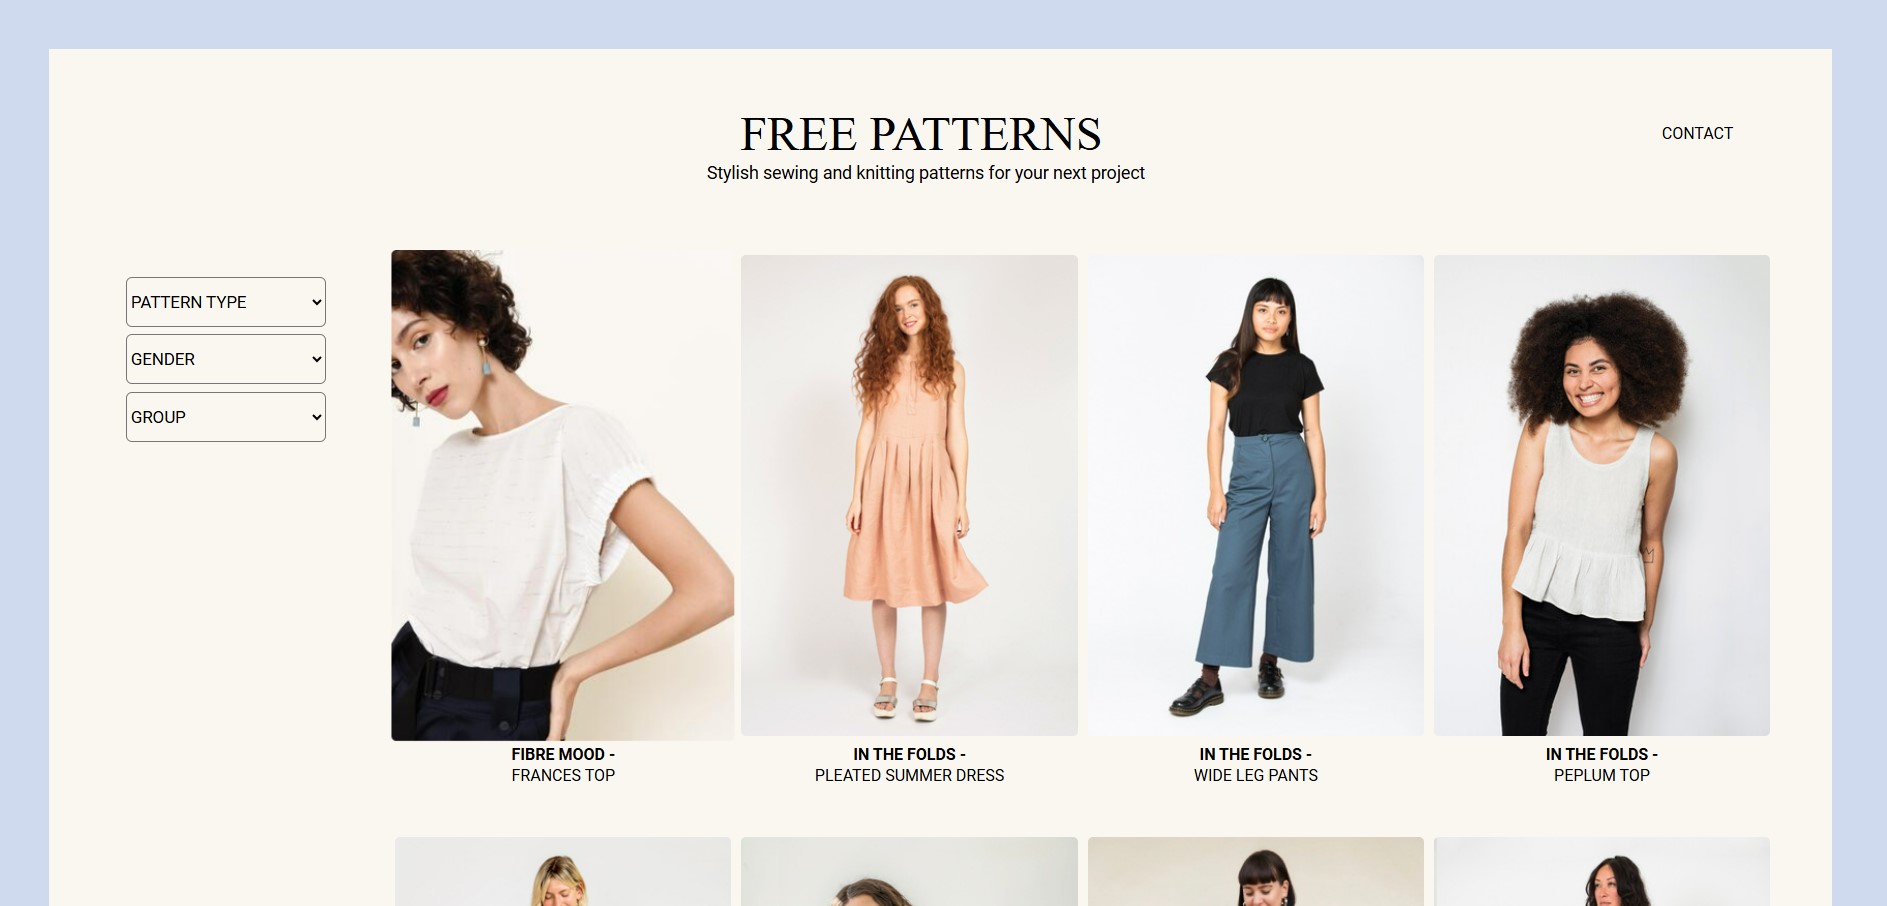 FREE PATTERNS
CONTACT
Stylish sewing and knitting patterns for your next project
PATTERN TYPE
GENDER
GROUP
FIBRE MOOD -
FRANCES TOP
IN THE FOLDS -
PLEATED SUMMER DRESS
IN THE FOLDS -
WIDE LEG PANTS
IN THE FOLDS -
PEPLUM TOP